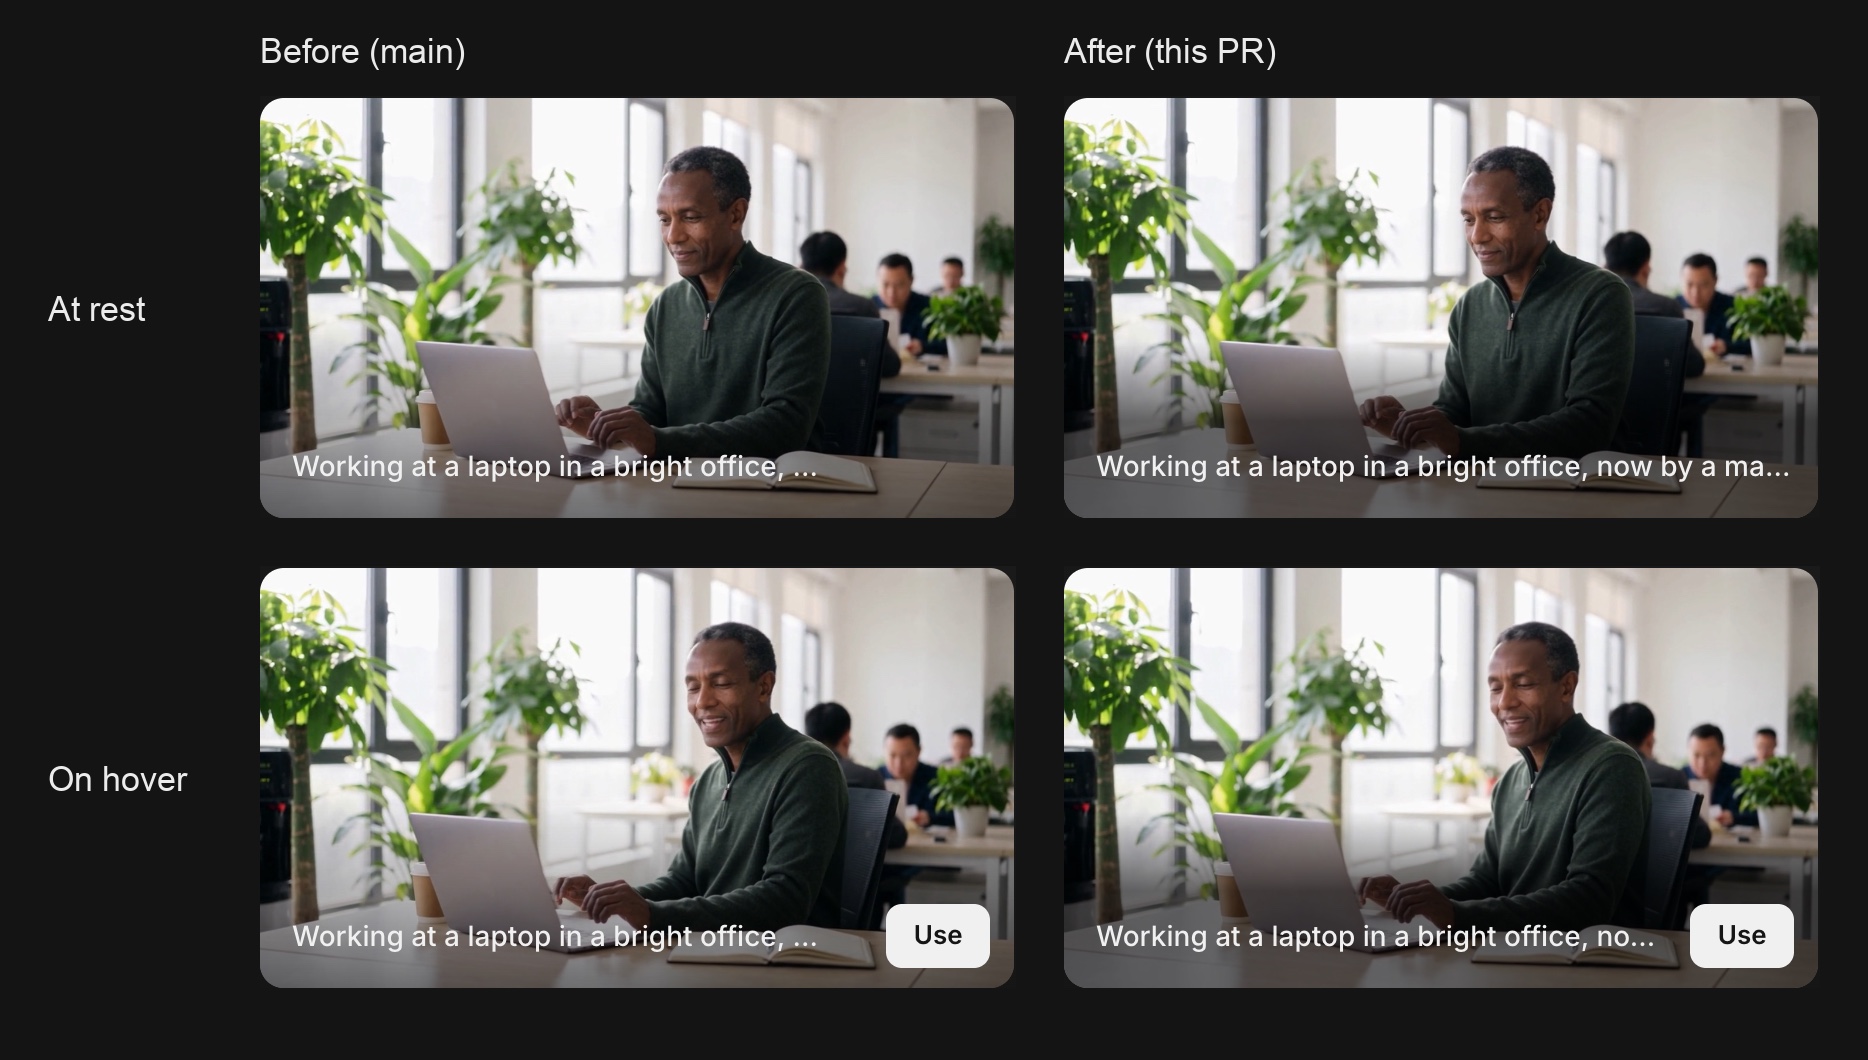 Before (main)
After (this PR)
At rest
Working at a laptop in a bright office, ...
Working at a laptop in a bright office, now by a ma...
On hover
Working at a laptop in a bright office, ...
Use
Working at a laptop in a bright office, no...
Use